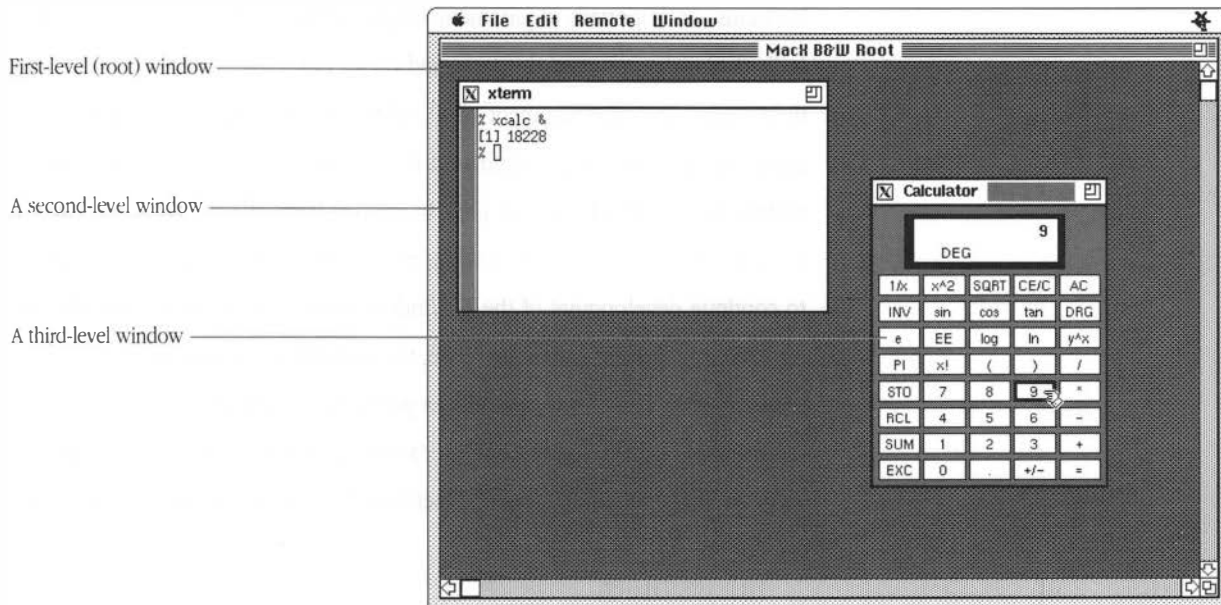 File Edit Remote Window
MacX B&W Root
First-level (root) window
X xterm
% xcalc &
[1] 18228
%
A second-level window
X Calculator
9
DEG
1/x x^2 SQRT CE/C AC
INV sin cos tan DRG
A third-level window
e EE log ln y^x
PI x! ( ) /
STO 7 8 9 *
RCL 4 5 6 -
SUM 1 2 3 +
EXC 0 . +/- =